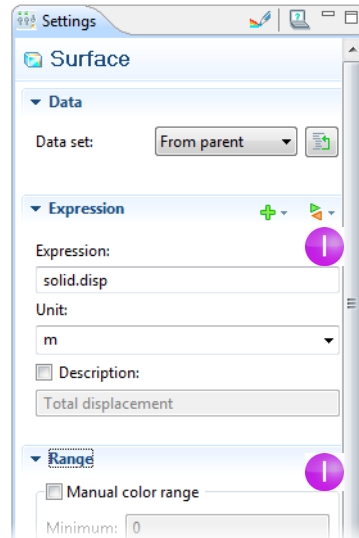 Settings
Surface
Data
Data set: From parent
Expression
I
Expression:
solid.disp
Unit:
m
Description:
Total displacement
Range
I
Manual color range
Minimum: 0